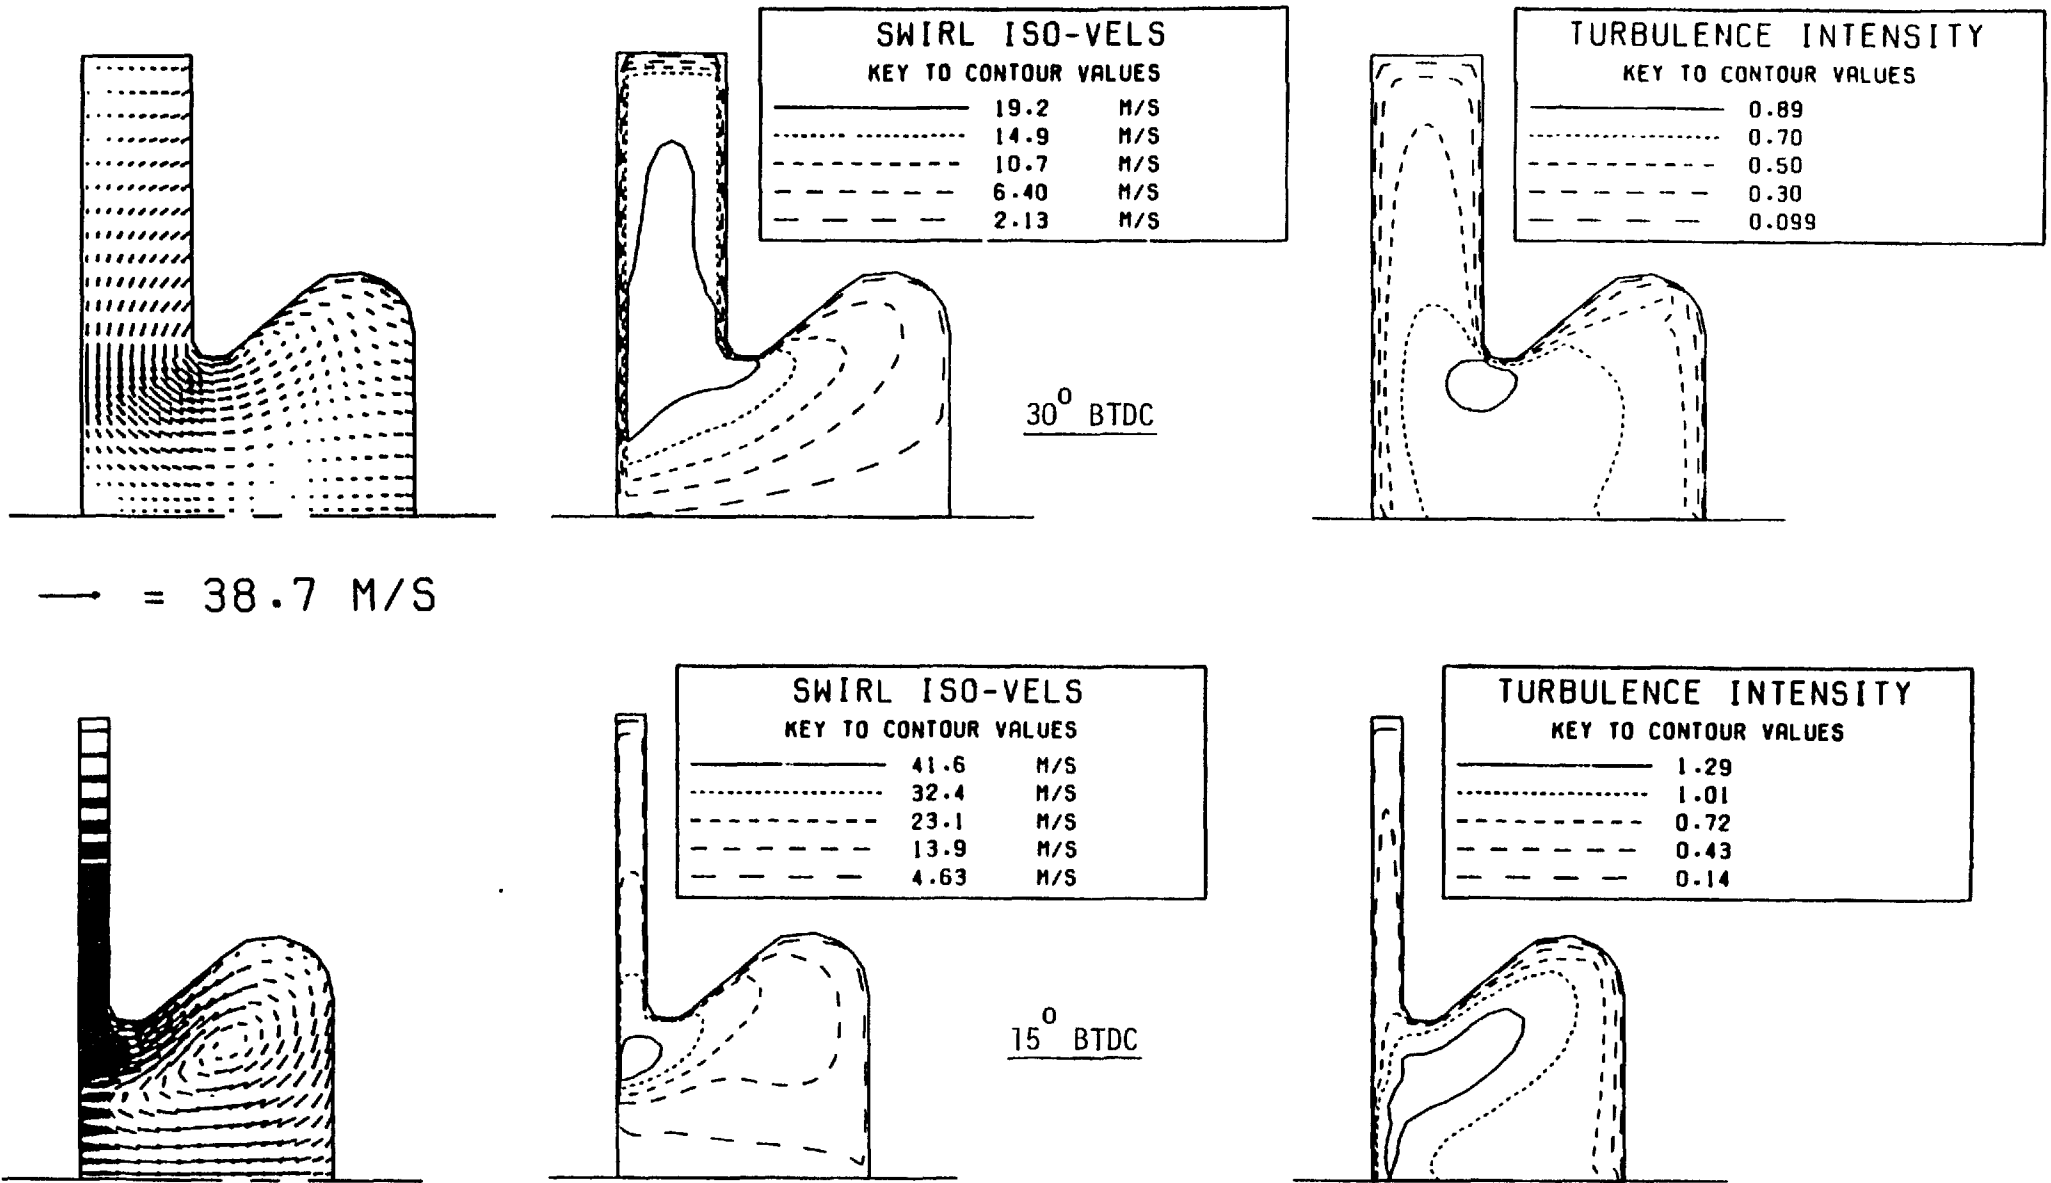 SWIRL ISO-VELS
KEY TO CONTOUR VALUES
19.2 M/S
14.9 M/S
10.7 M/S
6.40 M/S
2.13 M/S
TURBULENCE INTENSITY
KEY TO CONTOUR VALUES
0.89
0.70
0.50
0.30
0.099
30° BTDC
= 38.7 M/S
SWIRL ISO-VELS
KEY TO CONTOUR VALUES
41.6 M/S
32.4 M/S
23.1 M/S
13.9 M/S
4.63 M/S
TURBULENCE INTENSITY
KEY TO CONTOUR VALUES
1.29
1.01
0.72
0.43
0.14
15° BTDC